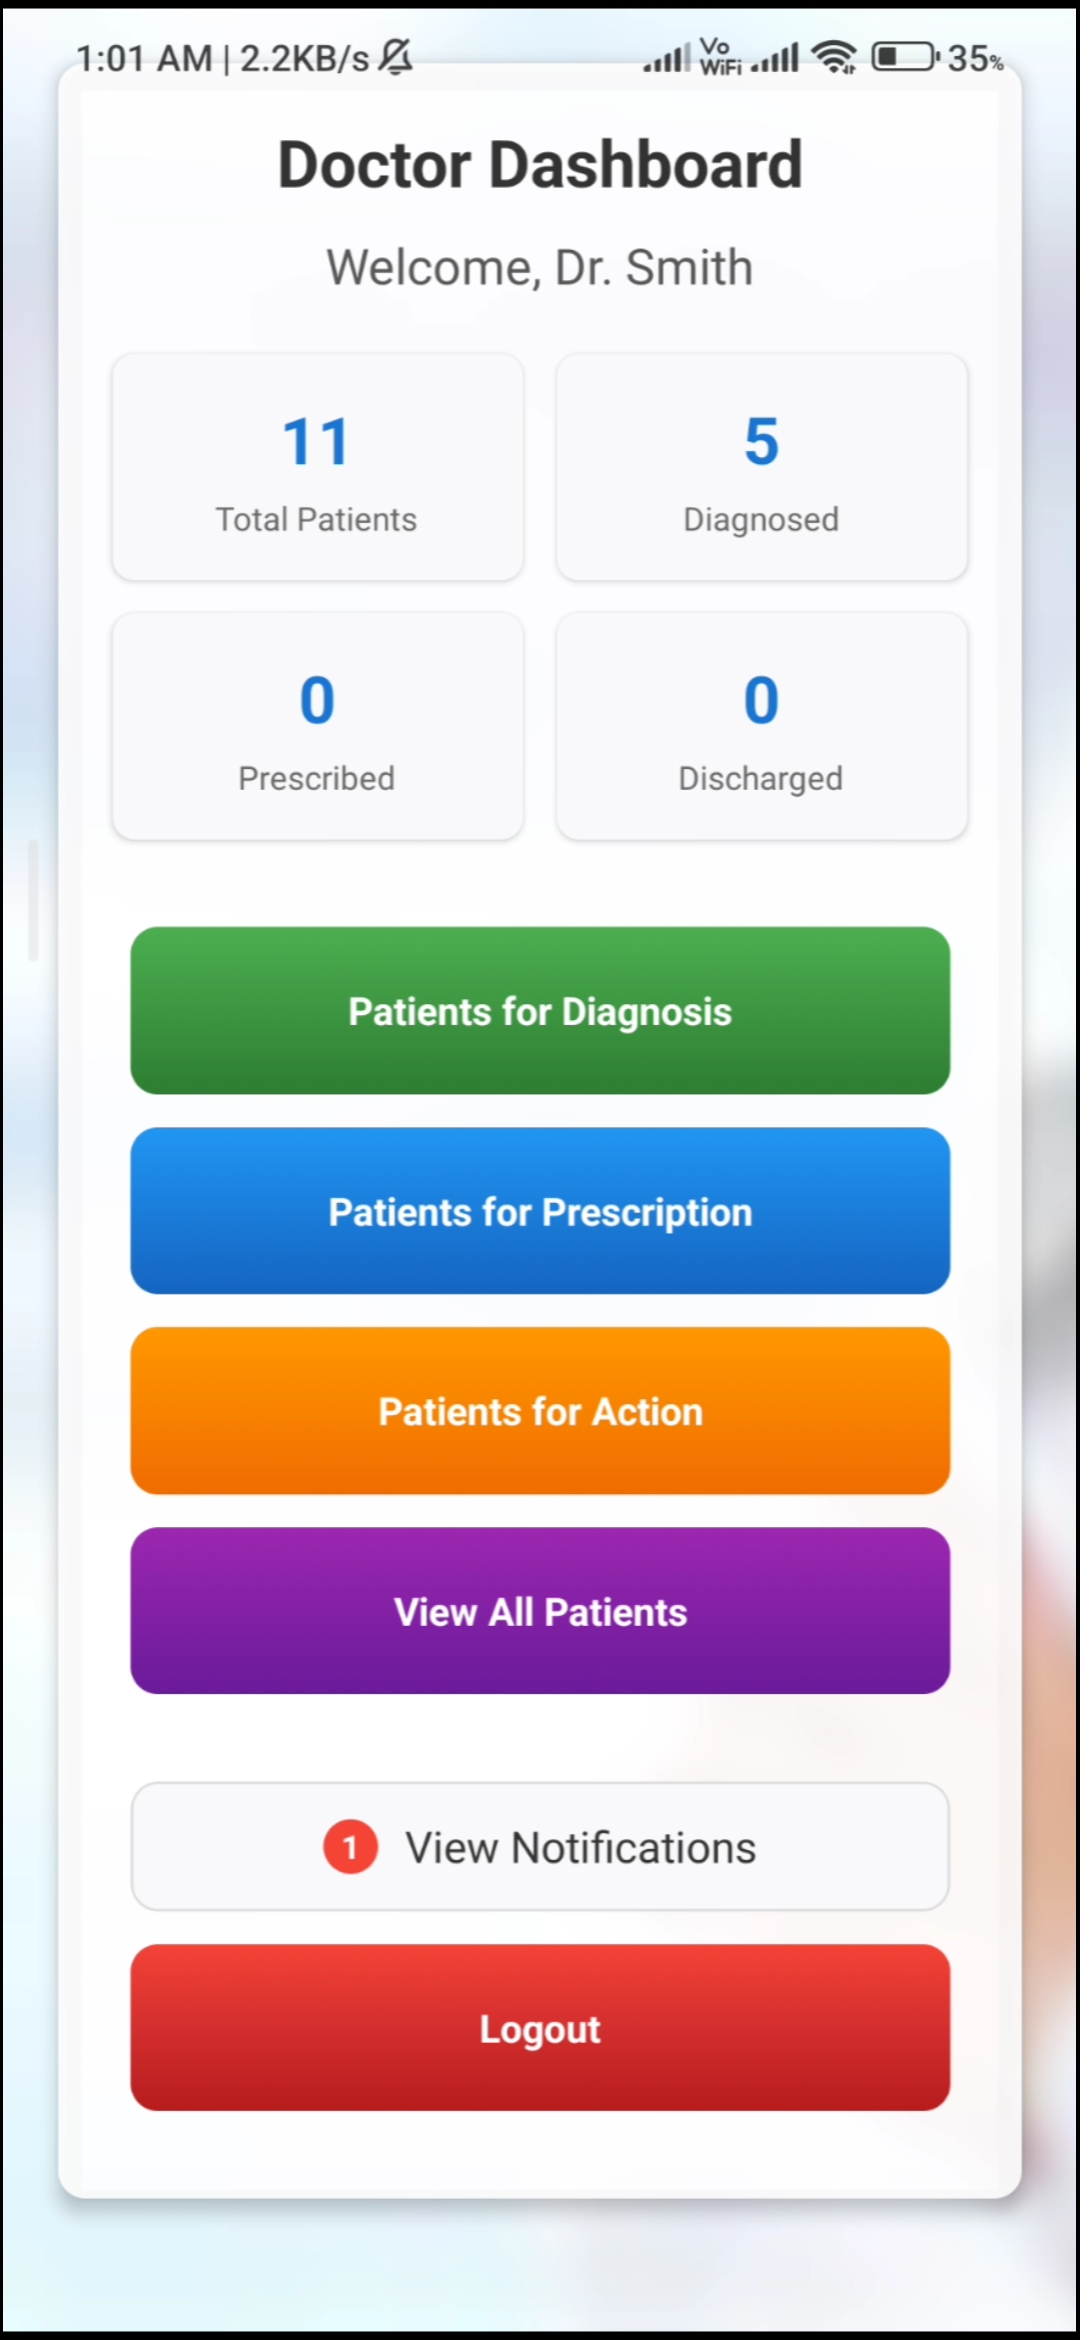 1:01 AM | 2.2KB/s Vo WiFi 35%
Doctor Dashboard
Welcome, Dr. Smith
11 5
Total Patients Diagnosed
0 0
Prescribed Discharged
Patients for Diagnosis
Patients for Prescription
Patients for Action
View All Patients
1 View Notifications
Logout